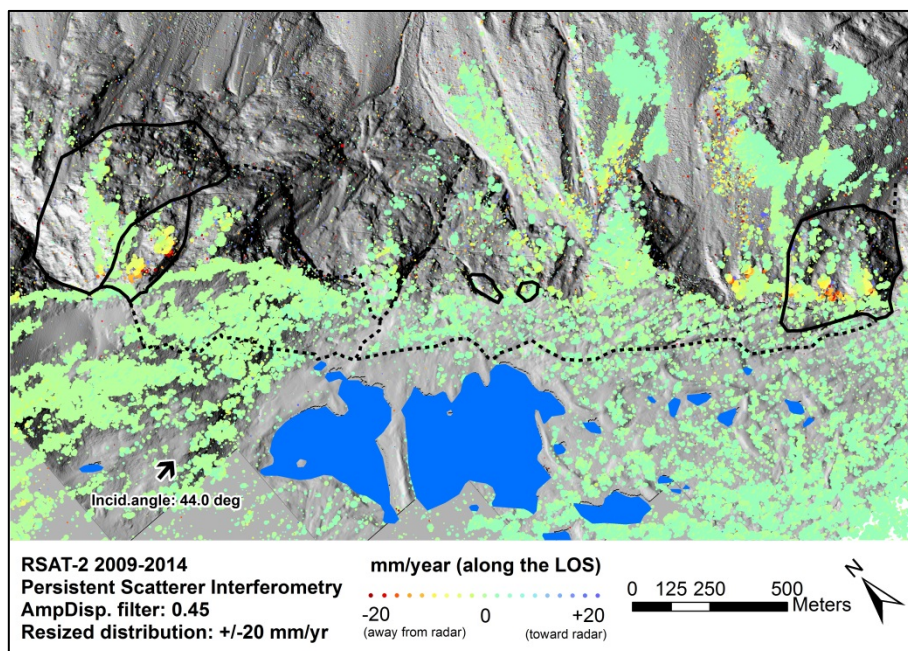 Incid.angle: 44.0 deg
RSAT-2 2009-2014
Persistent Scatterer Interferometry
AmpDisp. filter: 0.45
Resized distribution: +/-20 mm/yr
mm/year (along the LOS)
-20 0 +20
(away from radar) (toward radar)
0 125 250 500
Meters
N